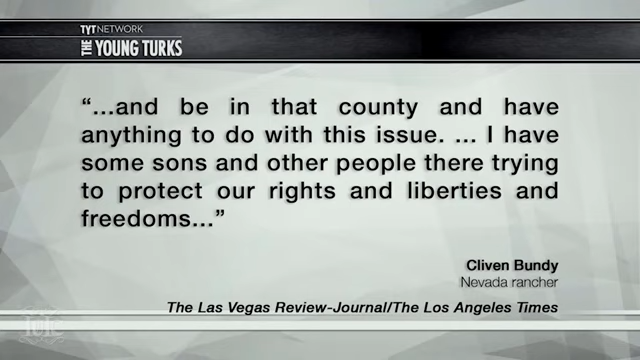 TYT NETWORK
THE YOUNG TURKS
“...and be in that county and have
anything to do with this issue. ... I have
some sons and other people there trying
to protect our rights and liberties and
freedoms...”
Cliven Bundy
Nevada rancher
The Las Vegas Review-Journal/The Los Angeles Times